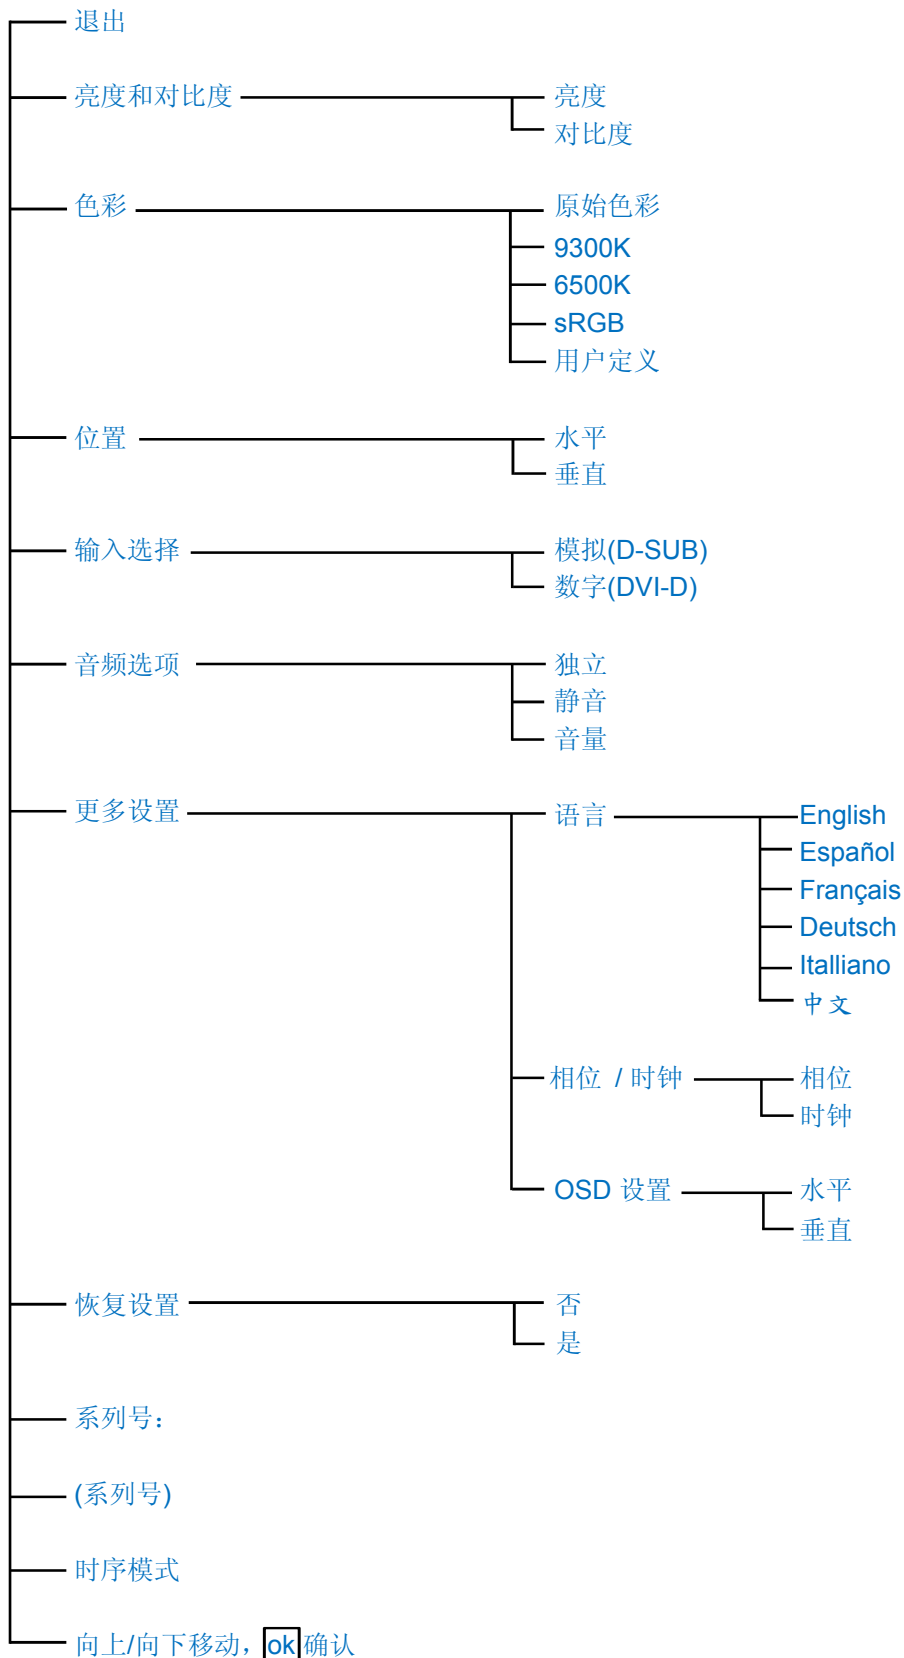 退出
亮度和对比度 亮度
对比度
色彩 原始色彩
9300K
6500K
sRGB
用户定义
位置 水平
垂直
输入选择 模拟(D-SUB)
数字(DVI-D)
音频选项 独立
静音
音量
更多设置 语言 English
Español
Français
Deutsch
Italliano
中文
相位 / 时钟 相位
时钟
OSD 设置 水平
垂直
恢复设置 否
是
系列号：
(系列号)
时序模式
向上/向下移动，ok确认